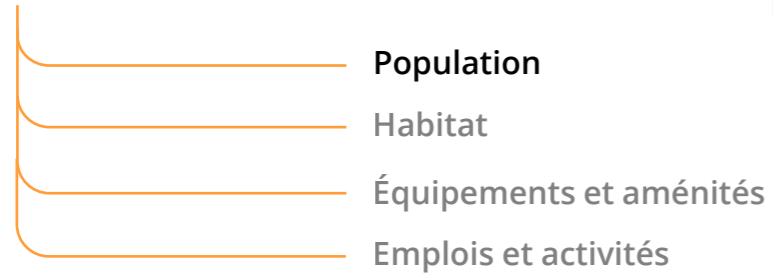 Population
Habitat
Équipements et aménités
Emplois et activités